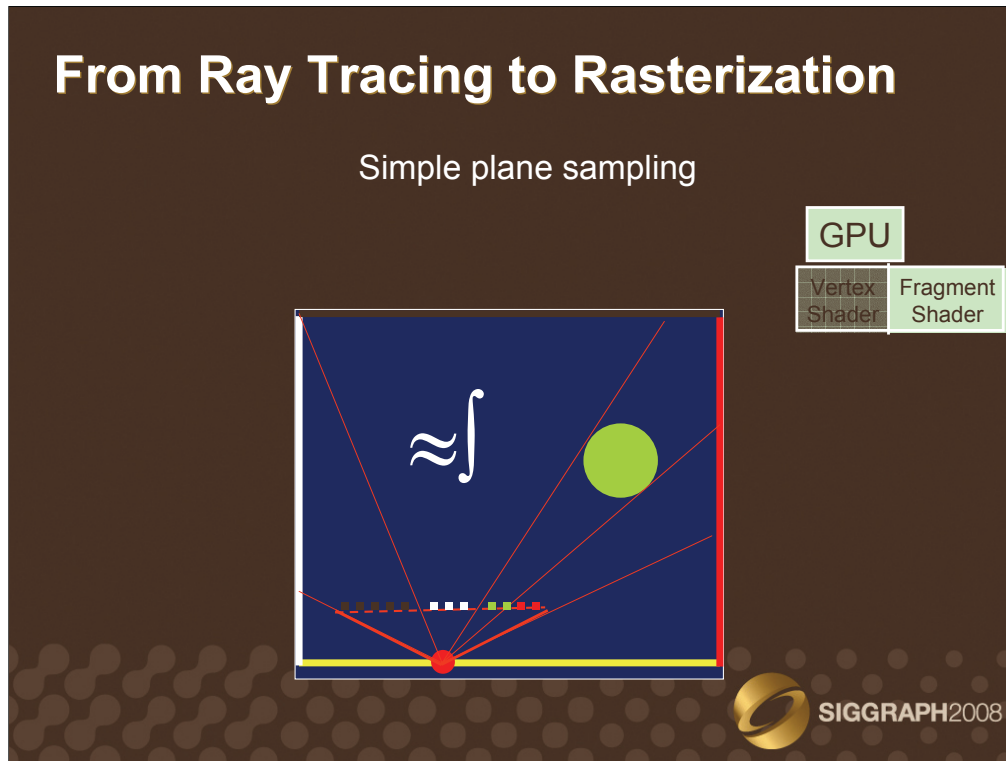 From Ray Tracing to Rasterization
Simple plane sampling
GPU
Vertex Shader
Fragment Shader
≈∫
SIGGRAPH2008